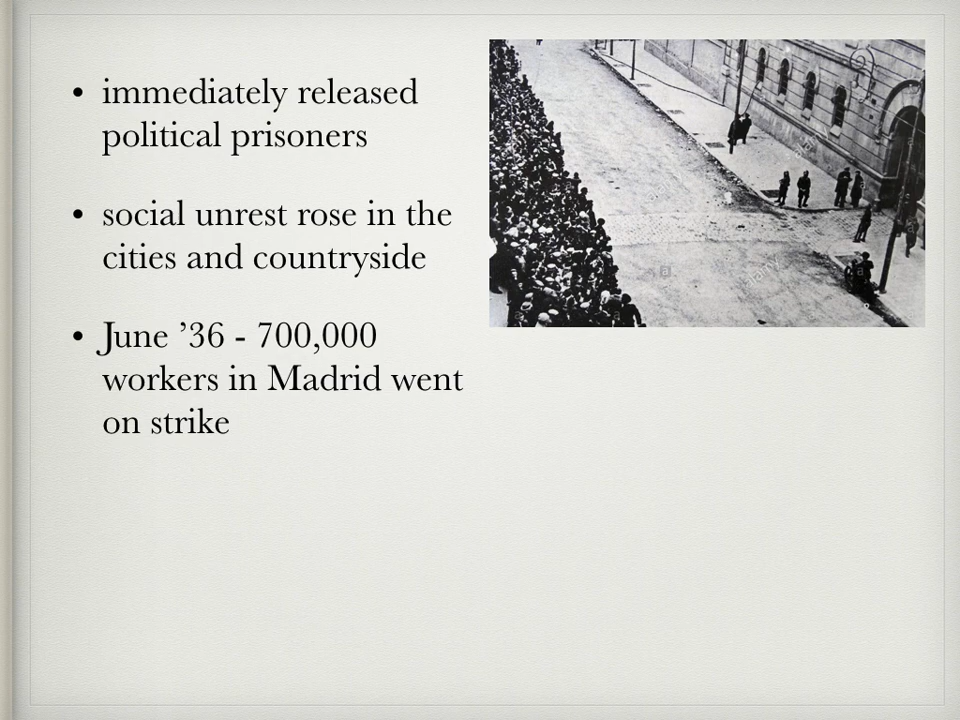 • immediately released
political prisoners
• social unrest rose in the
cities and countryside
• June ’36 - 700,000
workers in Madrid went
on strike
a
a